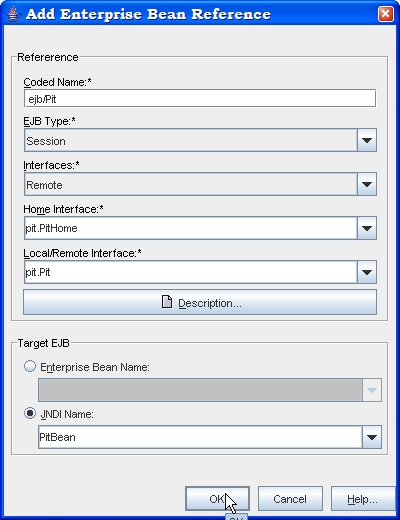 Add Enterprise Bean Reference
Refererence
Coded Name:*
ejb/Pit
EJB Type:*
Session
Interfaces:*
Remote
Home Interface:*
pit.PitHome
Local/Remote Interface:*
pit.Pit
Description...
Target EJB
Enterprise Bean Name:
JNDI Name:
PitBean
OK Cancel Help...